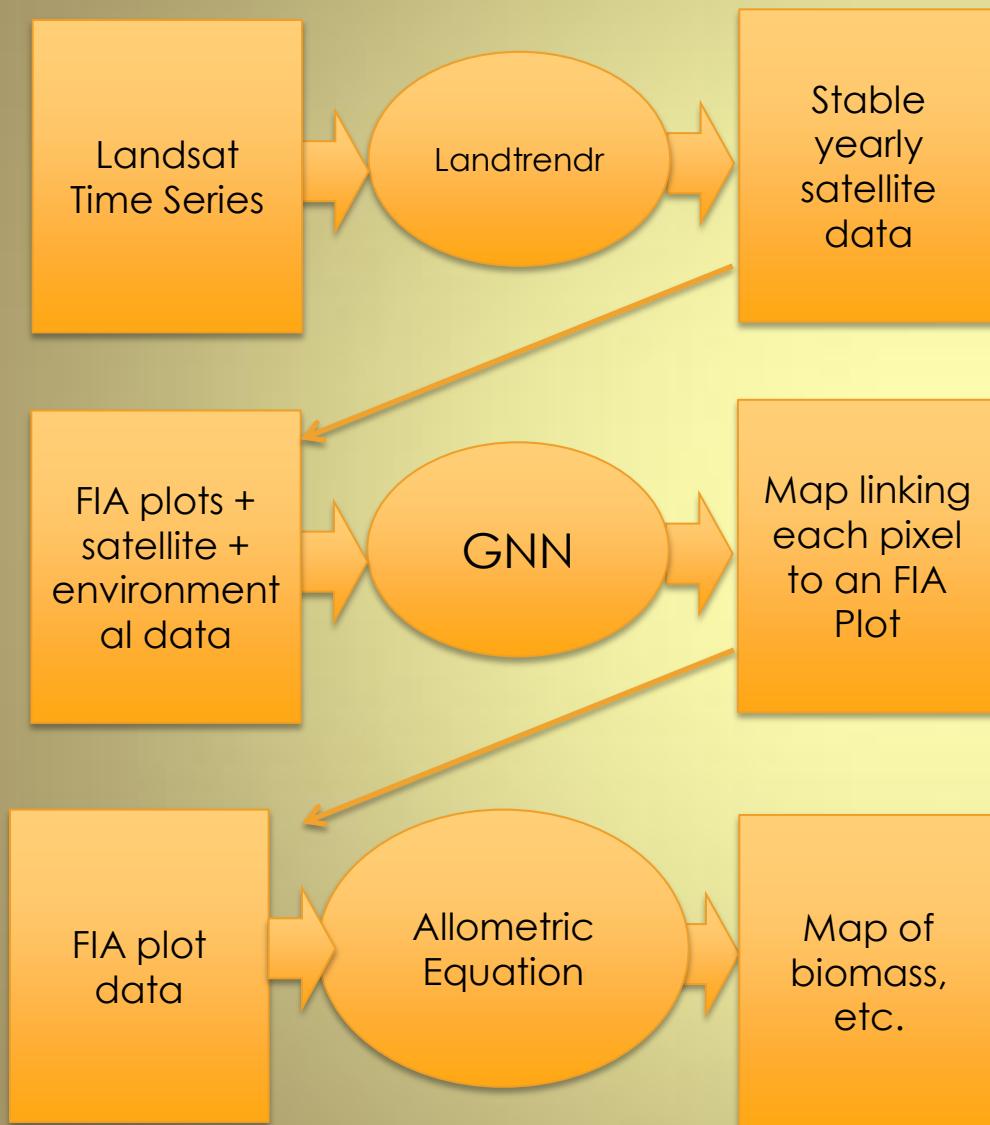 Landsat
Time Series
Landtrendr
Stable
yearly
satellite
data
FIA plots +
satellite +
environment
al data
GNN
Map linking
each pixel
to an FIA
Plot
FIA plot
data
Allometric
Equation
Map of
biomass,
etc.